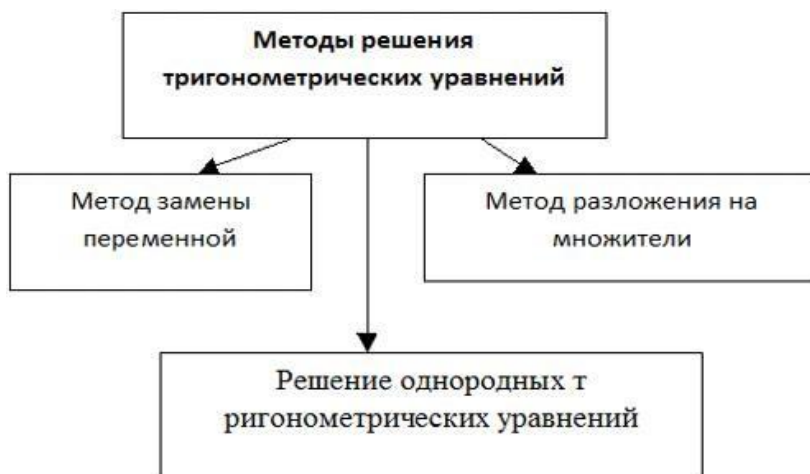 Методы решения
тригонометрических уравнений
Метод замены
переменной
Метод разложения на
множители
Решение однородных т
ригонометрических уравнений